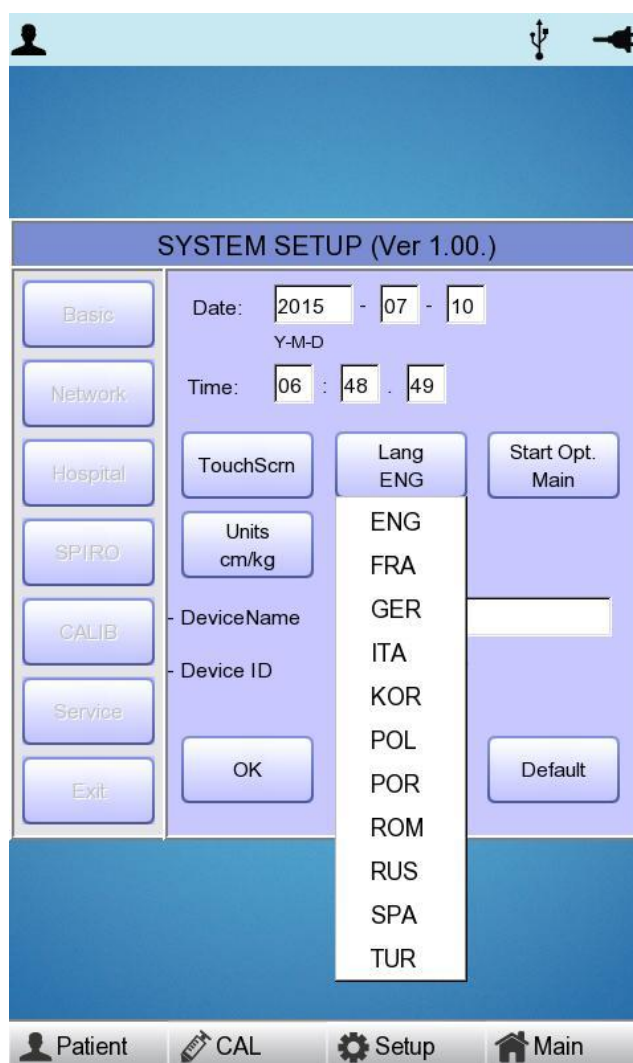 SYSTEM SETUP (Ver 1.00.)
Basic
Network
Hospital
SPIRO
CALIB
Service
Exit
Date: 2015 - 07 - 10
Y-M-D
Time: 06 : 48 . 49
TouchScrn
Lang
ENG
Start Opt.
Main
Units
cm/kg
- DeviceName
- Device ID
OK
Default
ENG
FRA
GER
ITA
KOR
POL
POR
ROM
RUS
SPA
TUR
Patient
CAL
Setup
Main